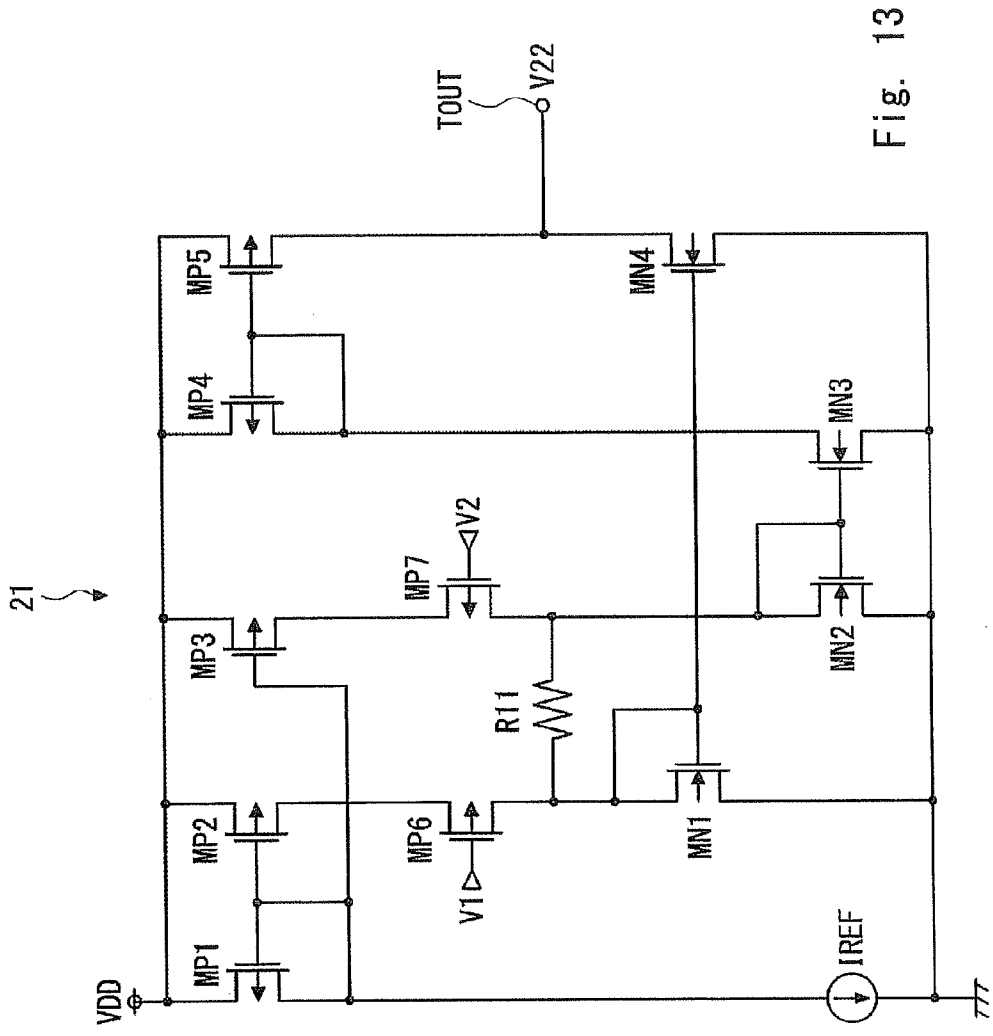 21
VDD
MP1
MP2
MP3
MP4
MP5
TOUT
V22
V1
MP6
MP7
V2
R11
MN1
MN2
MN3
MN4
IREF
Fig. 13